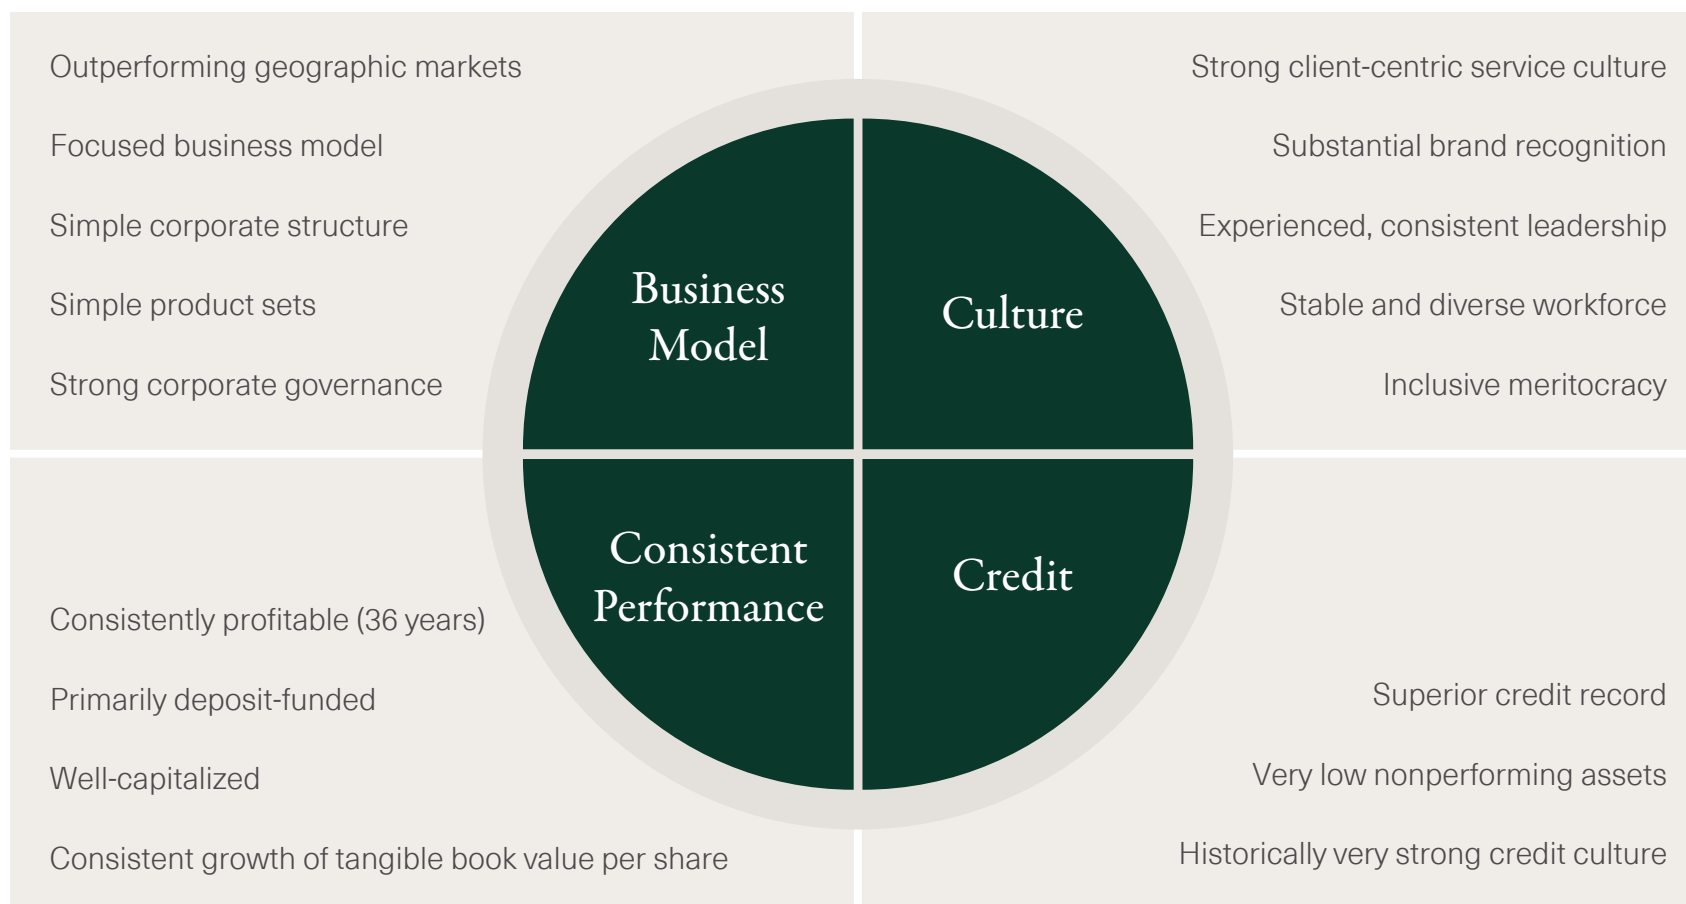 Outperforming geographic markets
Focused business model
Simple corporate structure
Simple product sets
Strong corporate governance
Business
Model
Strong client-centric service culture
Substantial brand recognition
Experienced, consistent leadership
Stable and diverse workforce
Inclusive meritocracy
Culture
Consistent
Performance
Consistently profitable (36 years)
Primarily deposit-funded
Well-capitalized
Consistent growth of tangible book value per share
Credit
Superior credit record
Very low nonperforming assets
Historically very strong credit culture